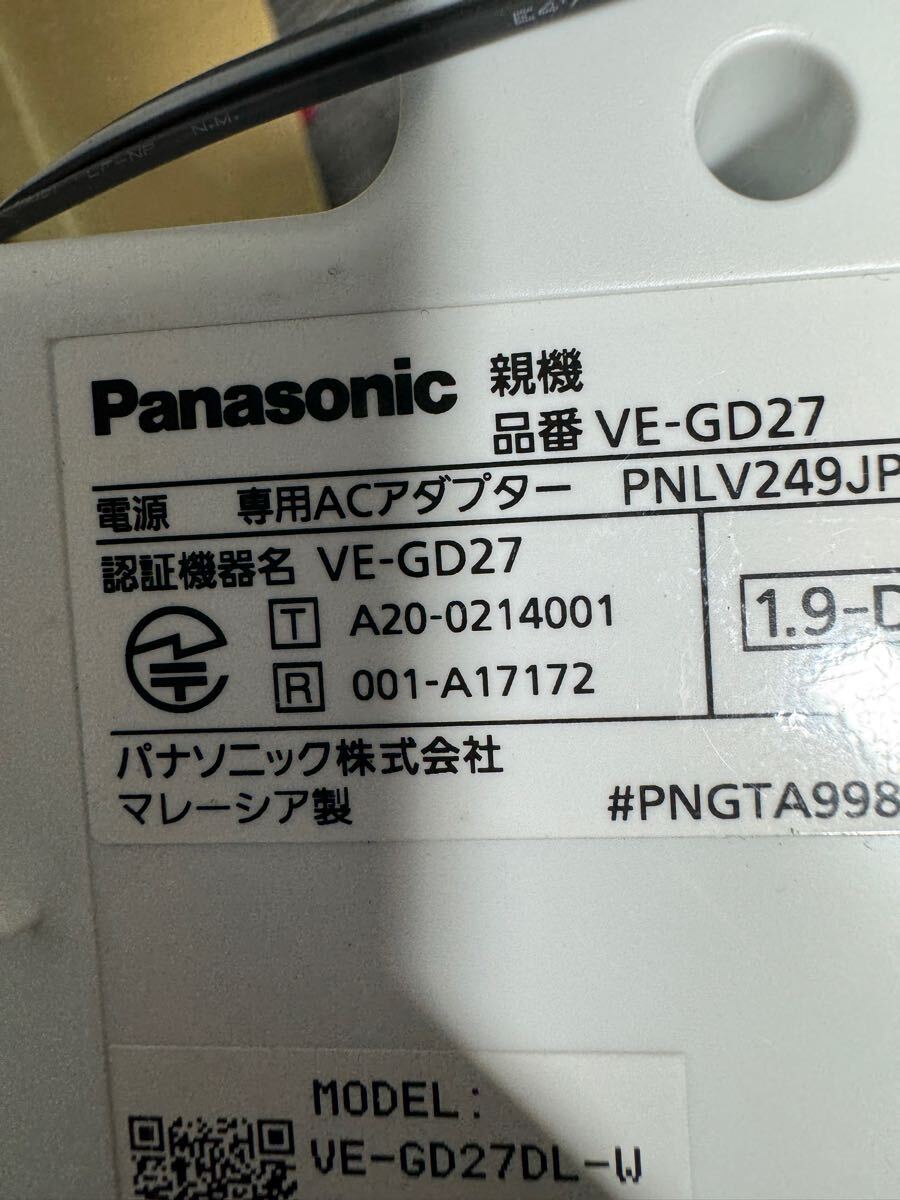 LF-NP N.M.
Panasonic 親機
品番 VE-GD27
電源 専用ACアダプター PNLV249JP
認証機器名 VE-GD27
T A20-0214001
R 001-A17172
1.9-D
パナソニック株式会社
マレーシア製 #PNGTA998
MODEL:
VE-GD27DL-W